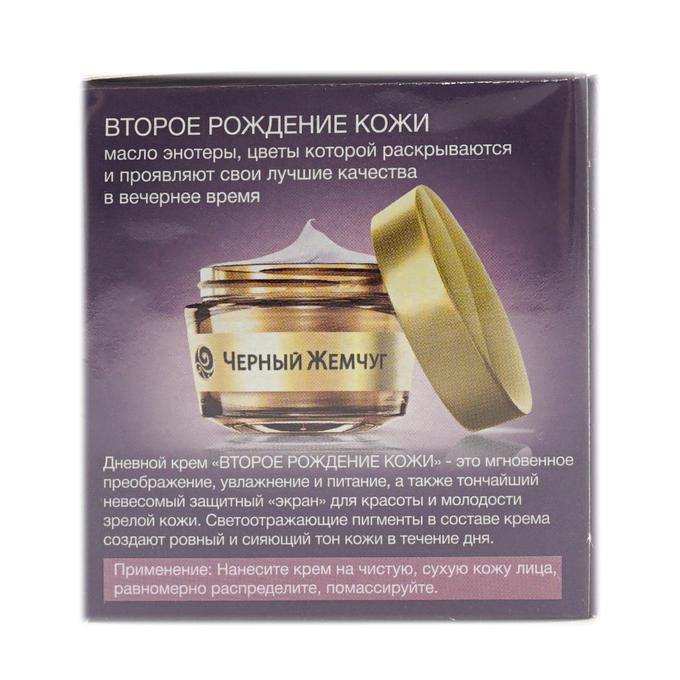 ВТОРОЕ РОЖДЕНИЕ КОЖИ
масло энотеры, цветы которой раскрываются
и проявляют свои лучшие качества
в вечернее время
ЧЕРНЫЙ ЖЕМЧУГ
Дневной крем «ВТОРОЕ РОЖДЕНИЕ КОЖИ» - это мгновенное
преображение, увлажнение и питание, а также тончайший
невесомый защитный «экран» для красоты и молодости
зрелой кожи. Светоотражающие пигменты в составе крема
создают ровный и сияющий тон кожи в течение дня.
Применение: Нанесите крем на чистую, сухую кожу лица,
равномерно распределите, помассируйте.